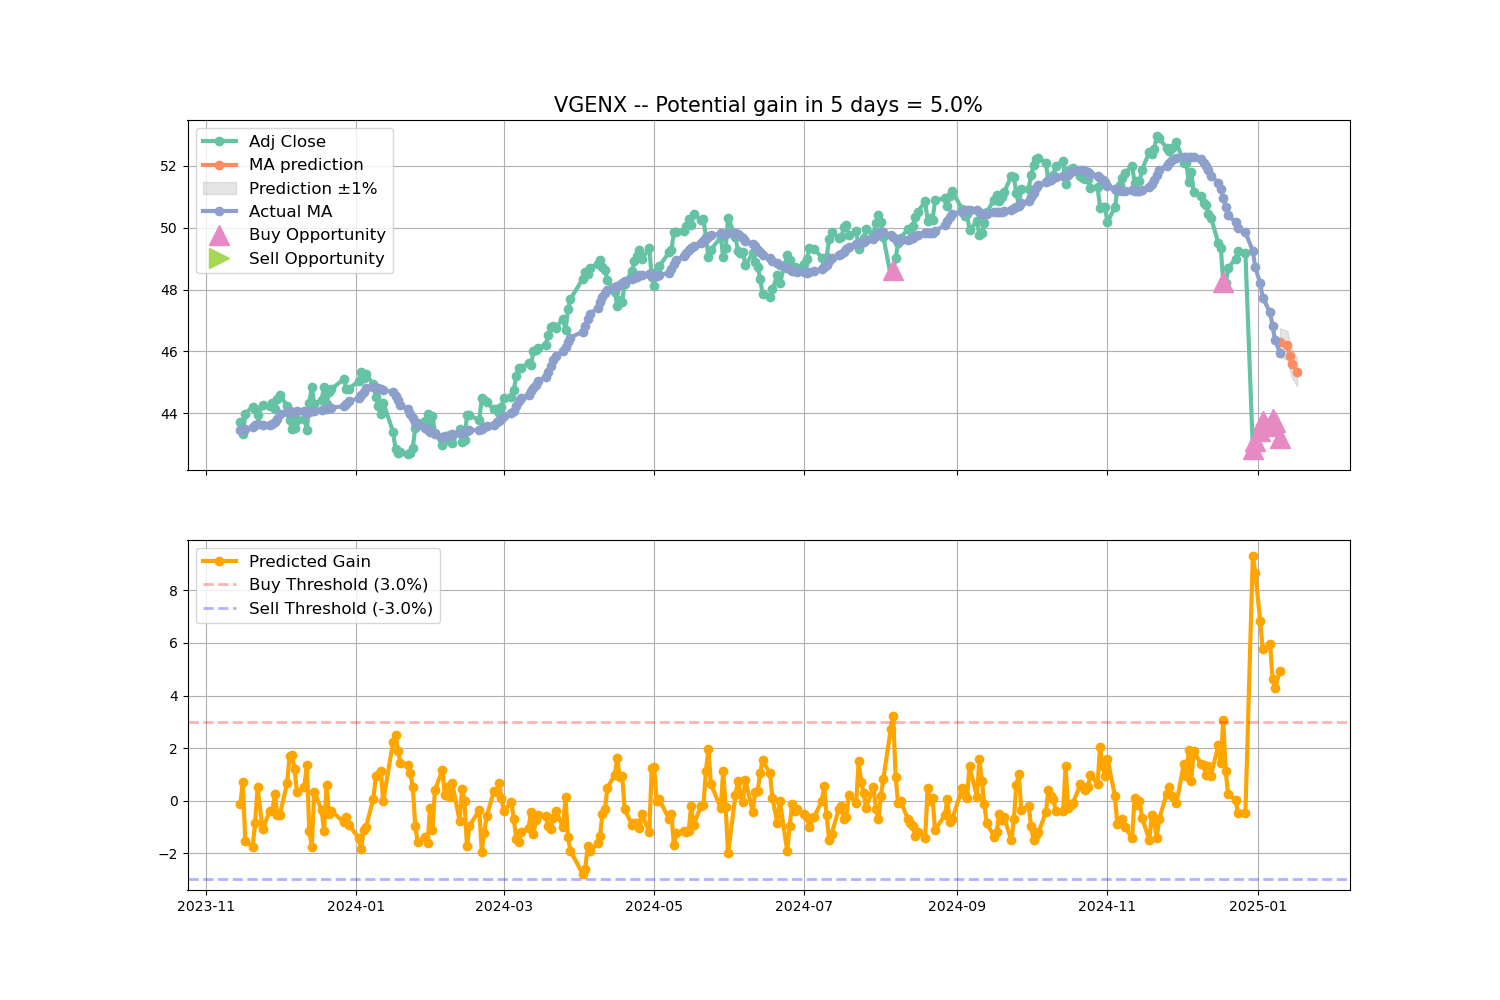 VGENX -- Potential gain in 5 days = 5.0%
Adj Close
MA prediction
Prediction ±1%
Actual MA
Buy Opportunity
Sell Opportunity
52
50
48
46
44
Predicted Gain
Buy Threshold (3.0%)
Sell Threshold (-3.0%)
8
6
4
2
0
−2
2023-11 2024-01 2024-03 2024-05 2024-07 2024-09 2024-11 2025-01